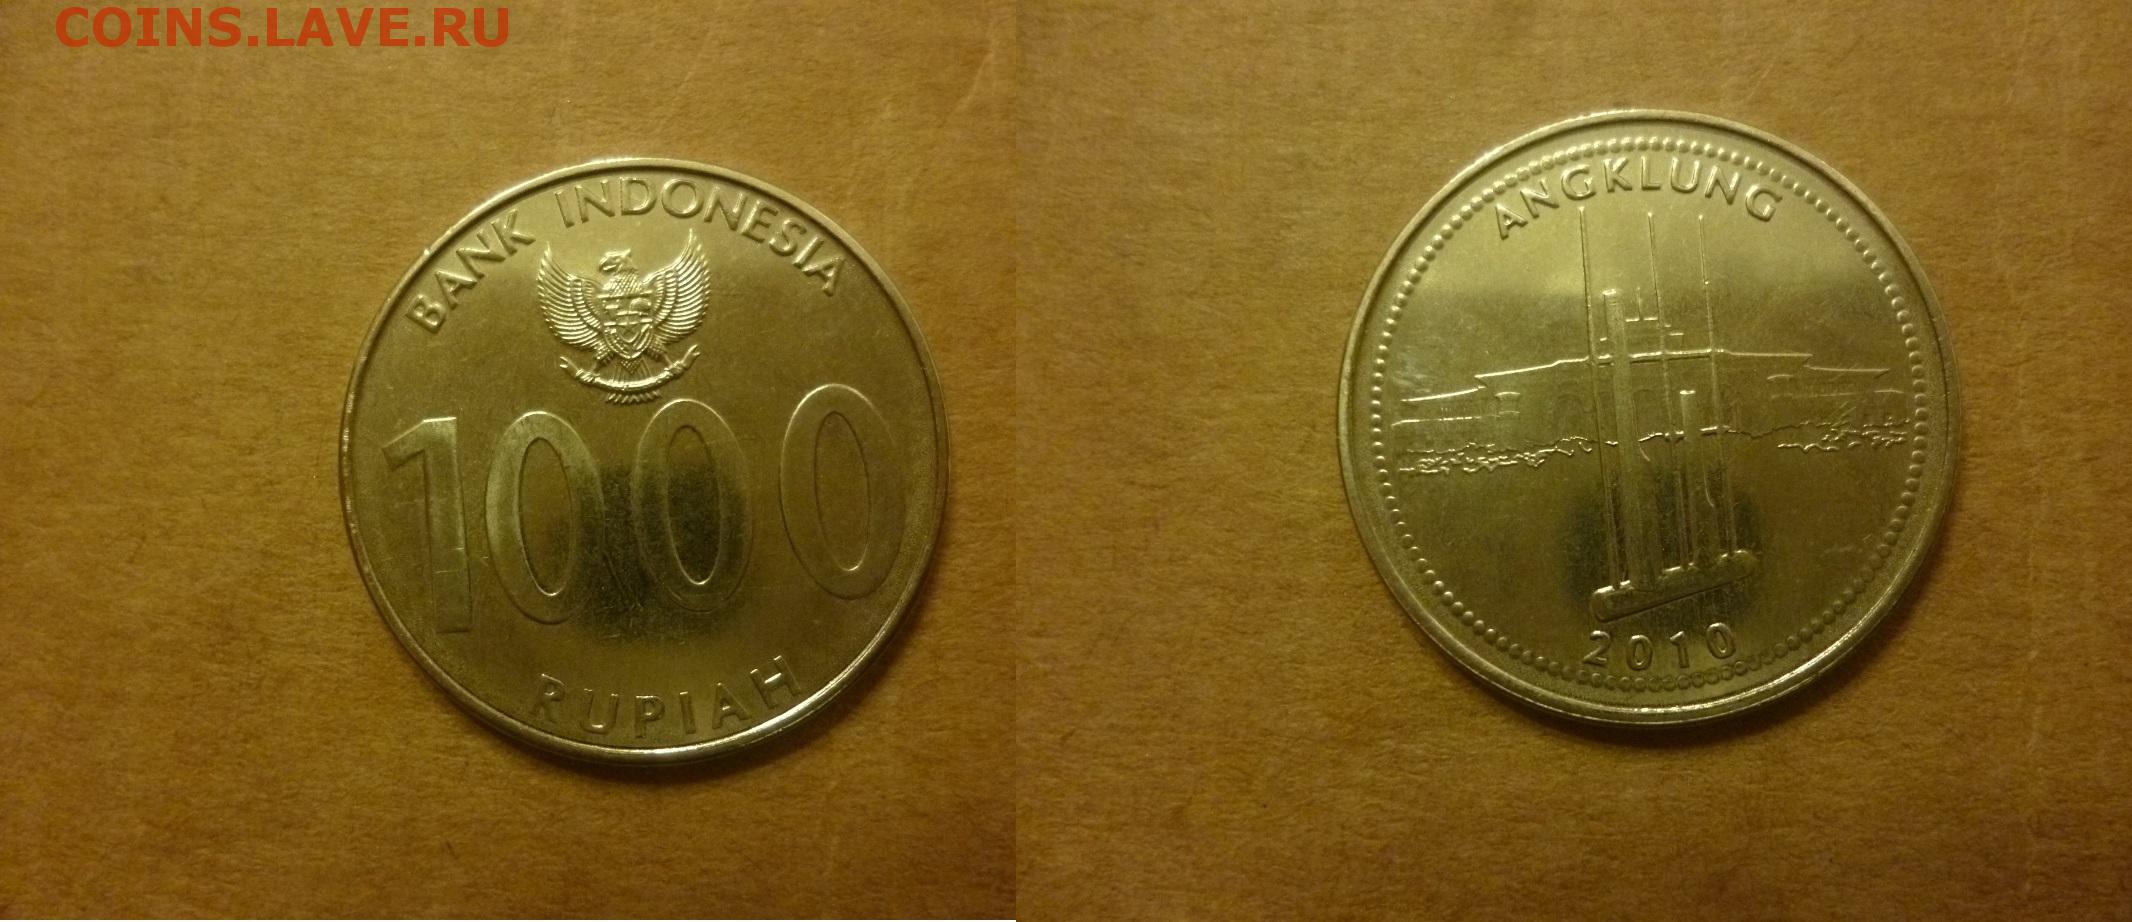 COINS.LAVE.RU
BANK INDONESIA
1000
RUPIAH
ANGKLUNG
2010